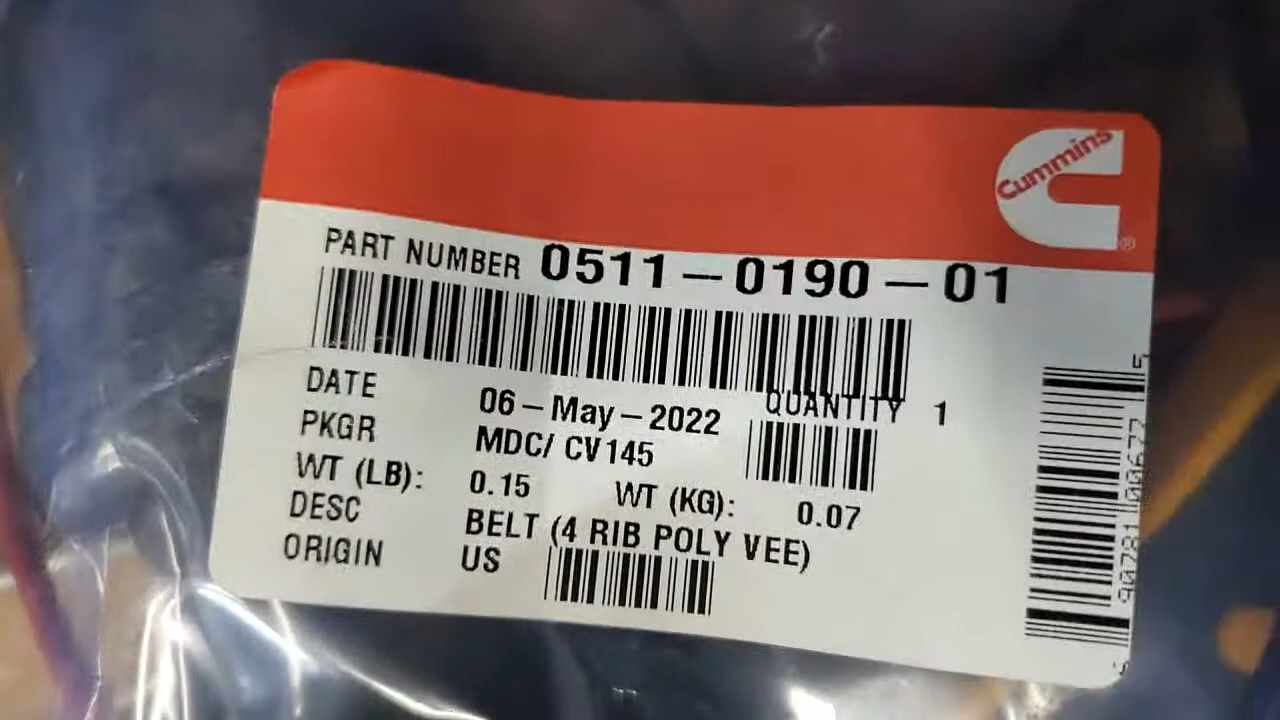 Cummins
®
PART NUMBER 0511-0190-01
DATE 06-May-2022 QUANTITY 1
PKGR MDC/ CV145
WT (LB): 0.15 WT (KG): 0.07
DESC BELT (4 RIB POLY VEE)
ORIGIN US